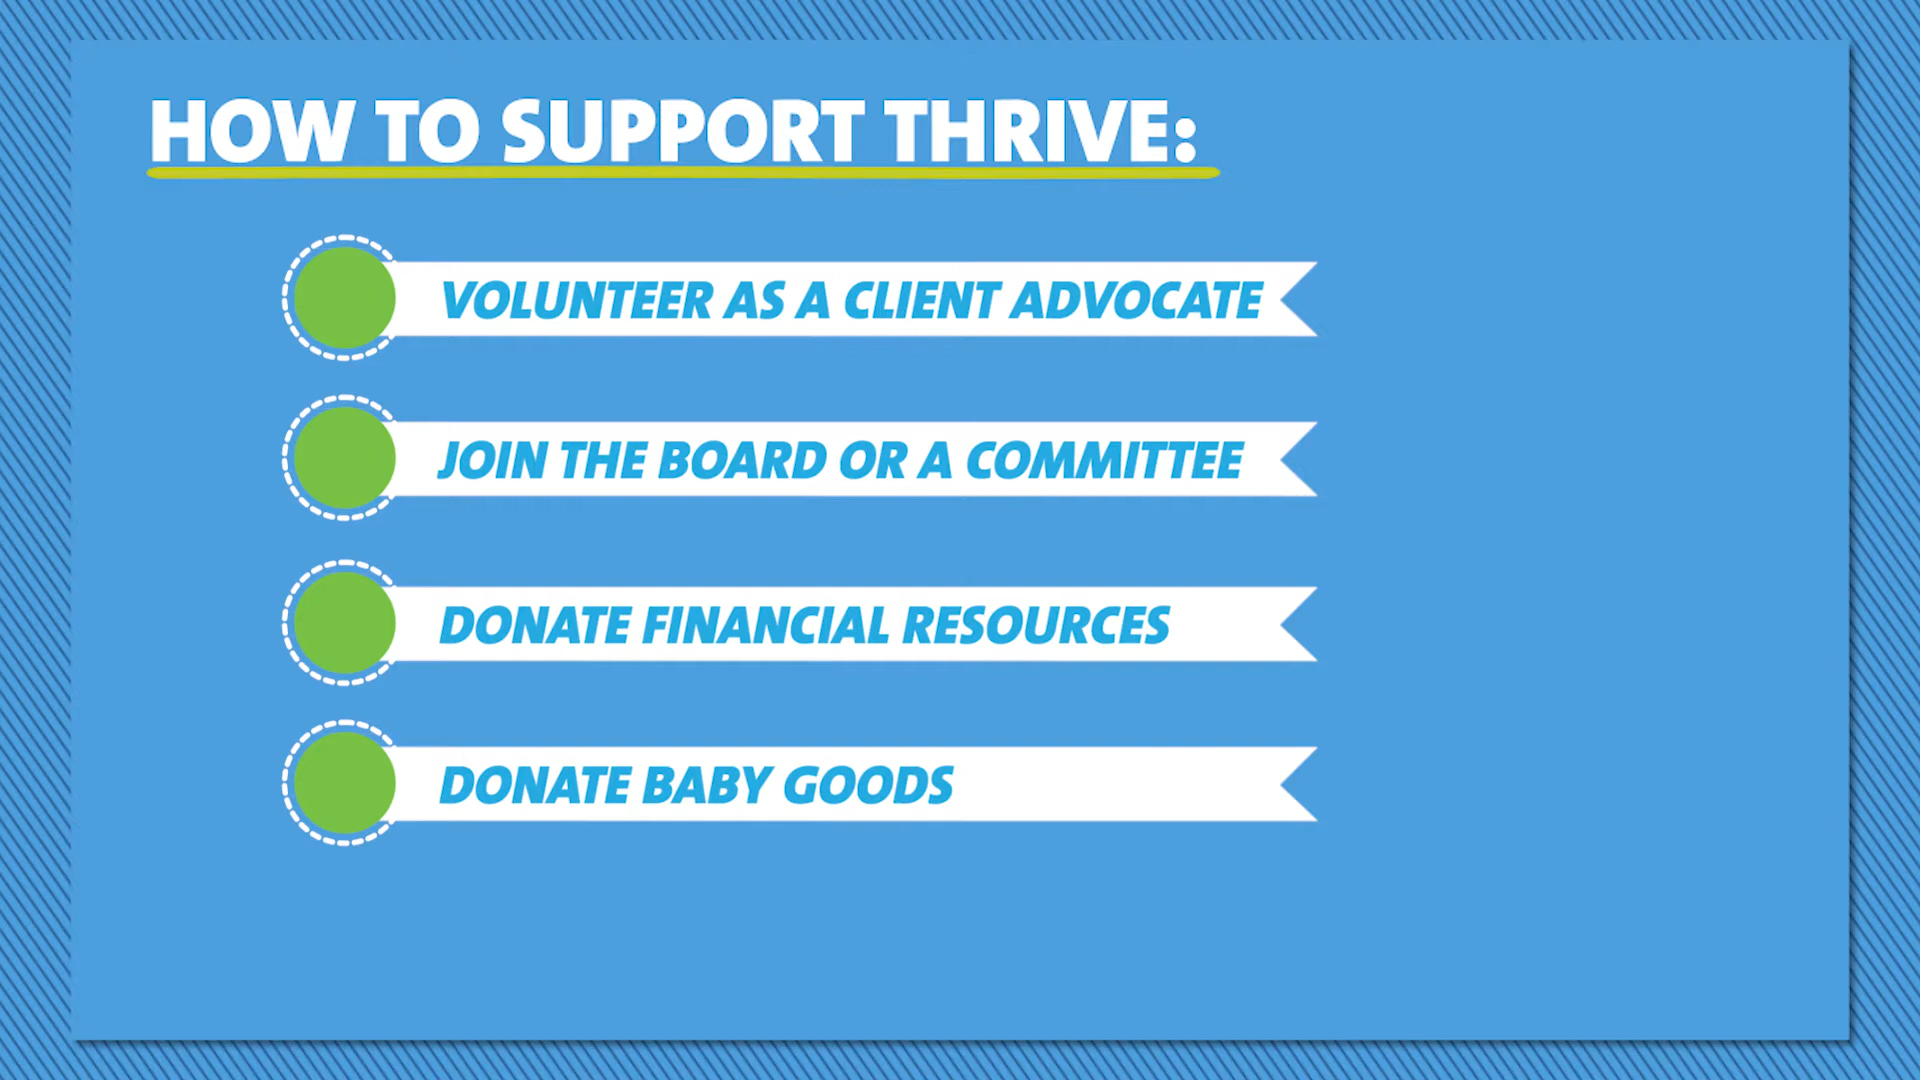 HOW TO SUPPORT THRIVE:
VOLUNTEER AS A CLIENT ADVOCATE
JOIN THE BOARD OR A COMMITTEE
DONATE FINANCIAL RESOURCES
DONATE BABY GOODS